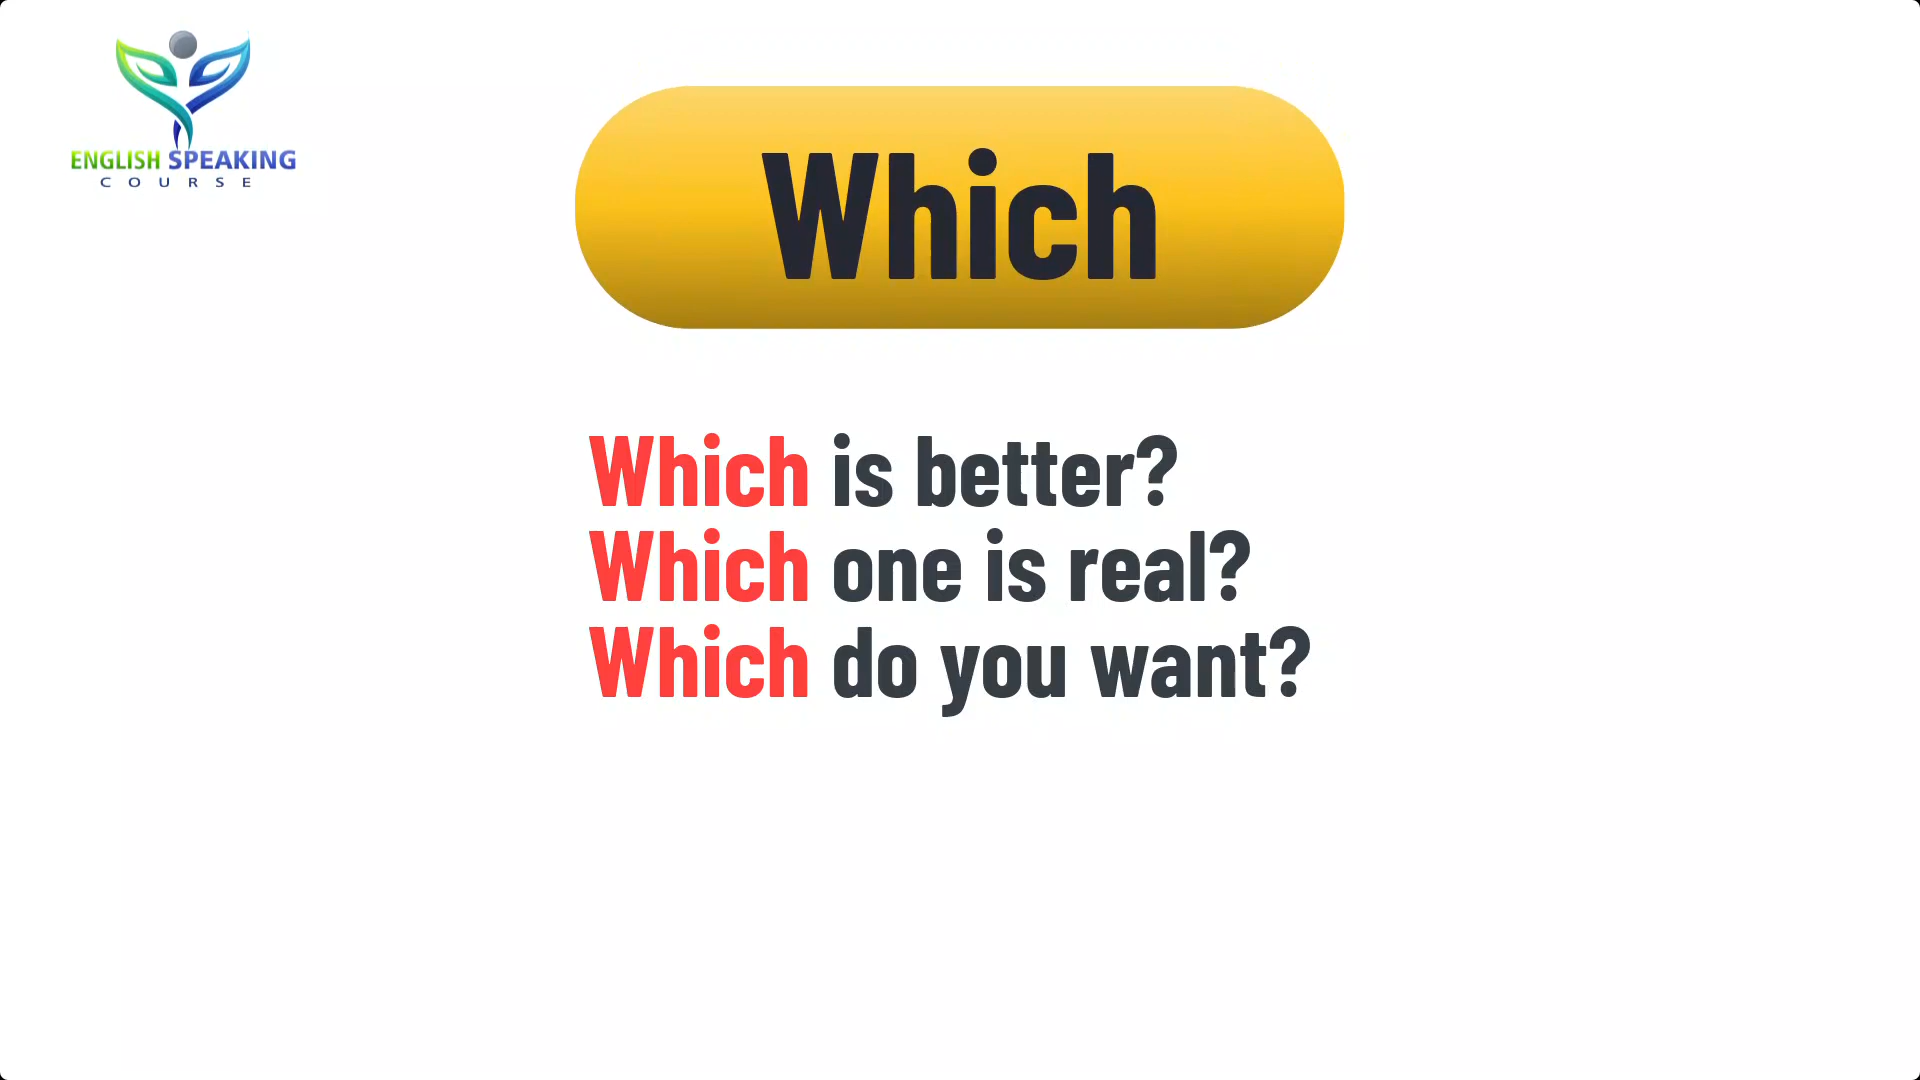 ENGLISH SPEAKING
COURSE
Which
Which is better?
Which one is real?
Which do you want?